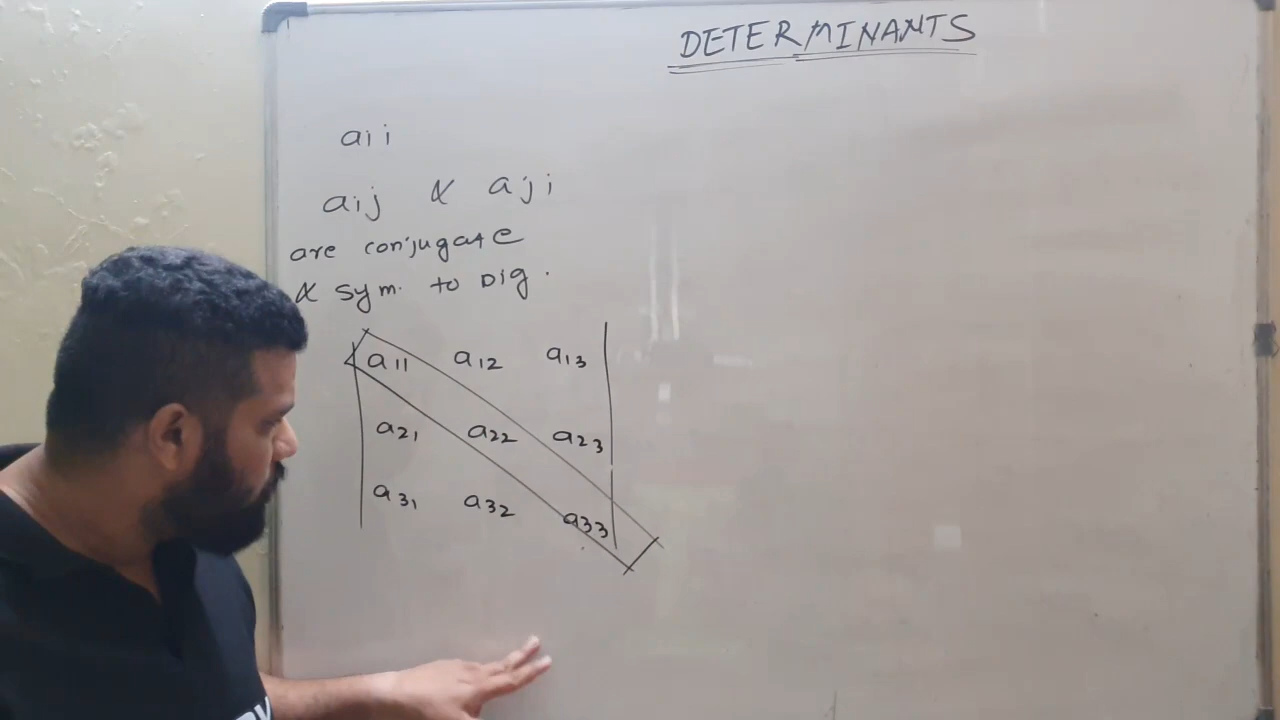 DETERMINANTS
aii
aij & aji
are conjugate
& sym. to Dig.
a11 a12 a13
a21 a22 a23
a31 a32 a33